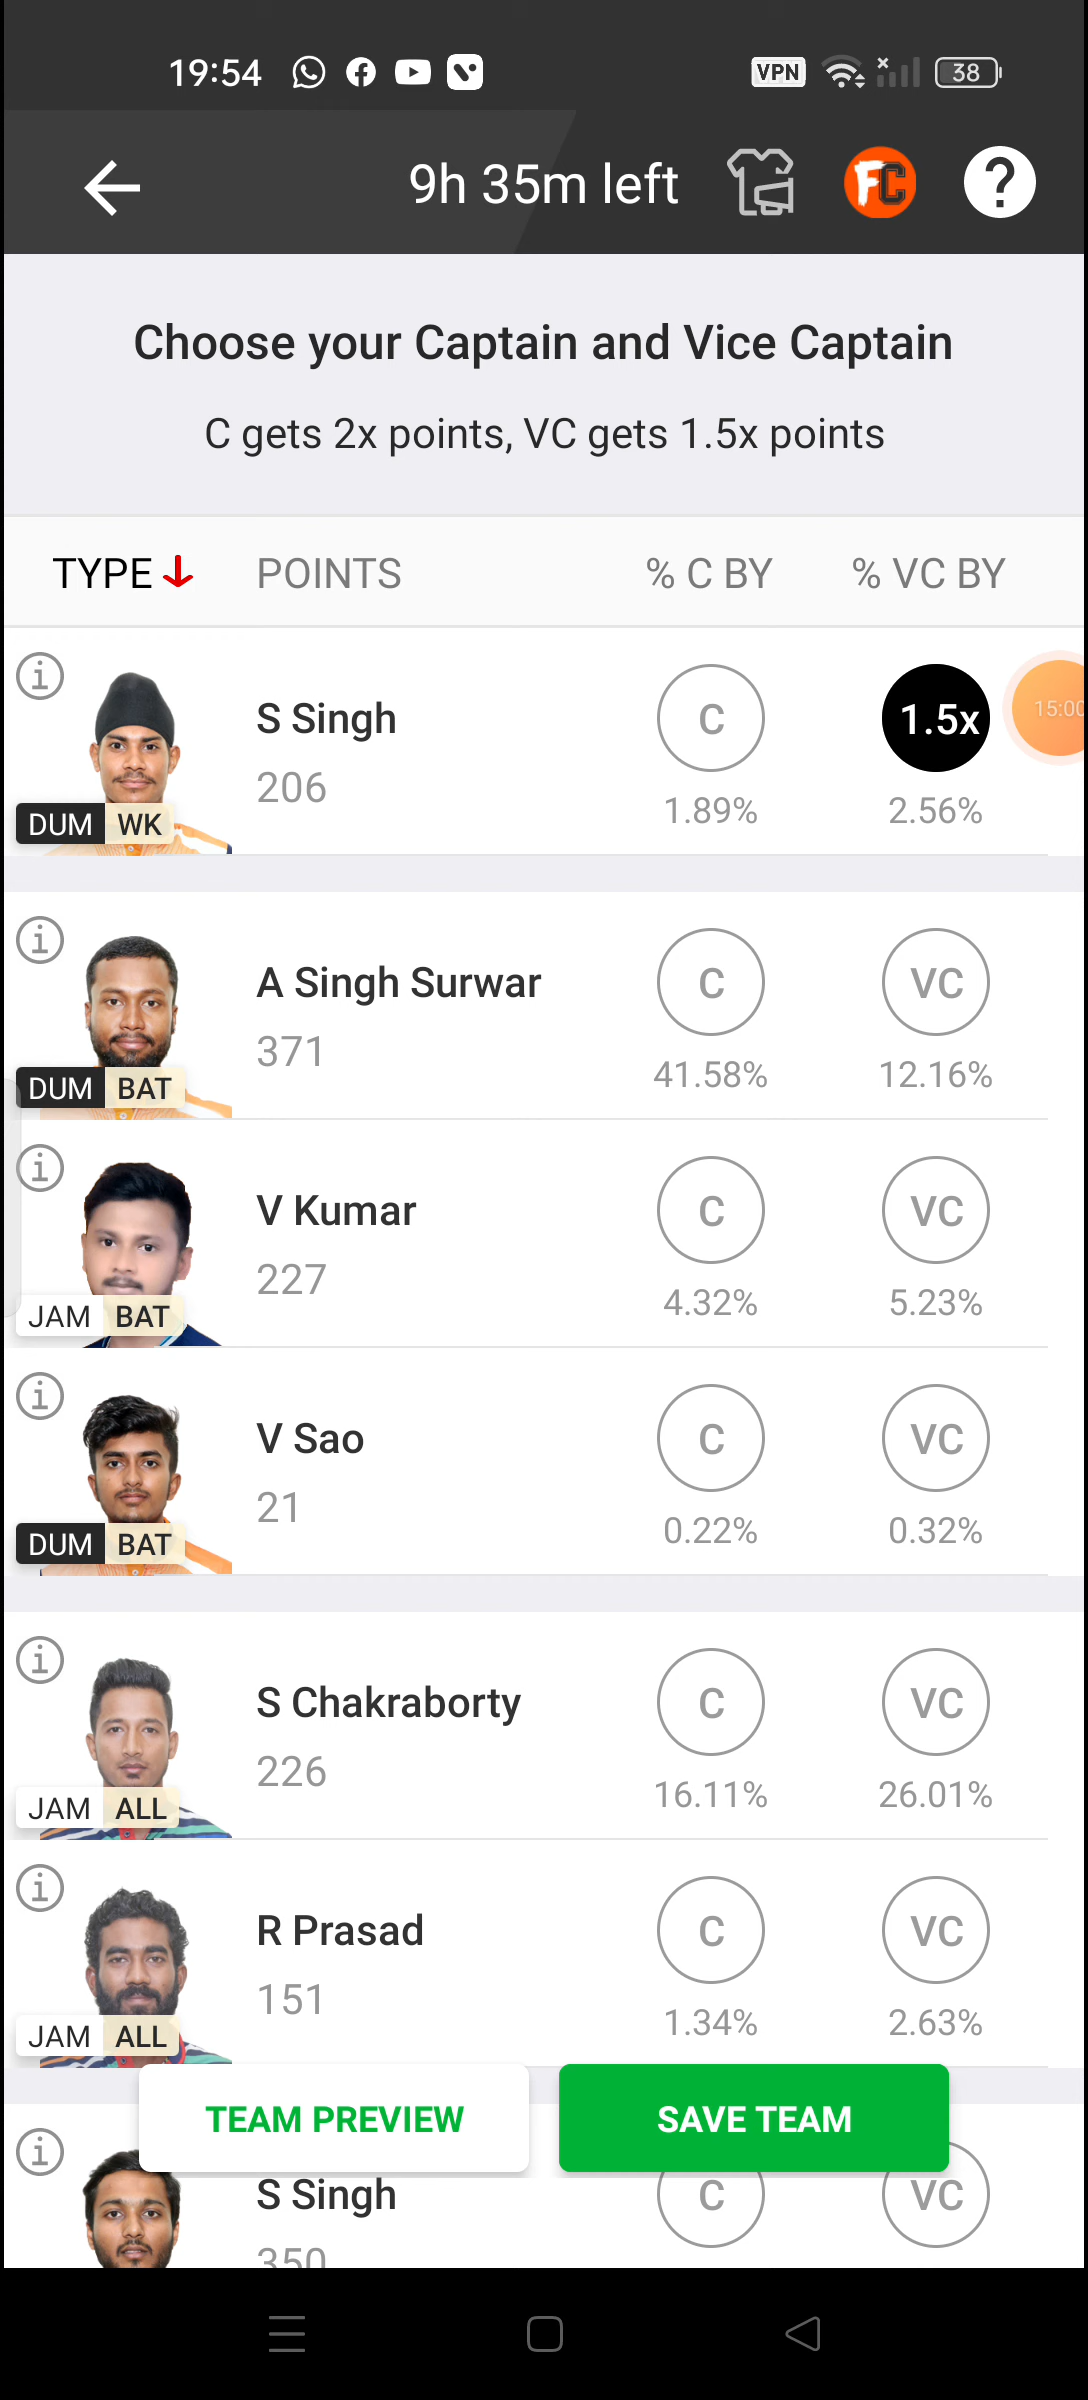 19:54 VPN 38
9h 35m left FC ?
Choose your Captain and Vice Captain
C gets 2x points, VC gets 1.5x points
TYPE POINTS % C BY % VC BY
S Singh C 1.5x 15:00
206 1.89% 2.56%
DUM WK
A Singh Surwar C VC
371 41.58% 12.16%
DUM BAT
V Kumar C VC
227 4.32% 5.23%
JAM BAT
V Sao C VC
21 0.22% 0.32%
DUM BAT
S Chakraborty C VC
226 16.11% 26.01%
JAM ALL
R Prasad C VC
151 1.34% 2.63%
JAM ALL
TEAM PREVIEW SAVE TEAM
S Singh C VC
350